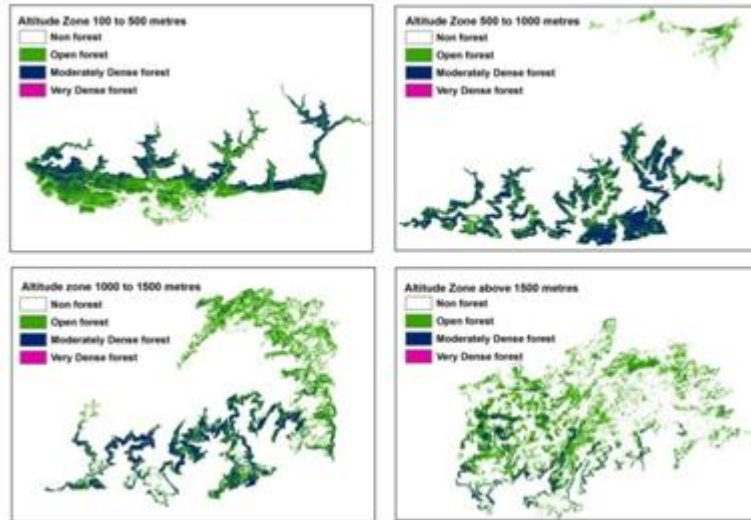 Altitude Zone 100 to 500 metres
Non forest
Open forest
Moderately Dense forest
Very Dense forest
Altitude Zone 500 to 1000 metres
Non forest
Open forest
Moderately Dense forest
Very Dense forest
Altitude zone 1000 to 1500 metres
Non forest
Open forest
Moderately Dense forest
Very Dense forest
Altitude Zone above 1500 metres
Non forest
Open forest
Moderately Dense forest
Very Dense forest